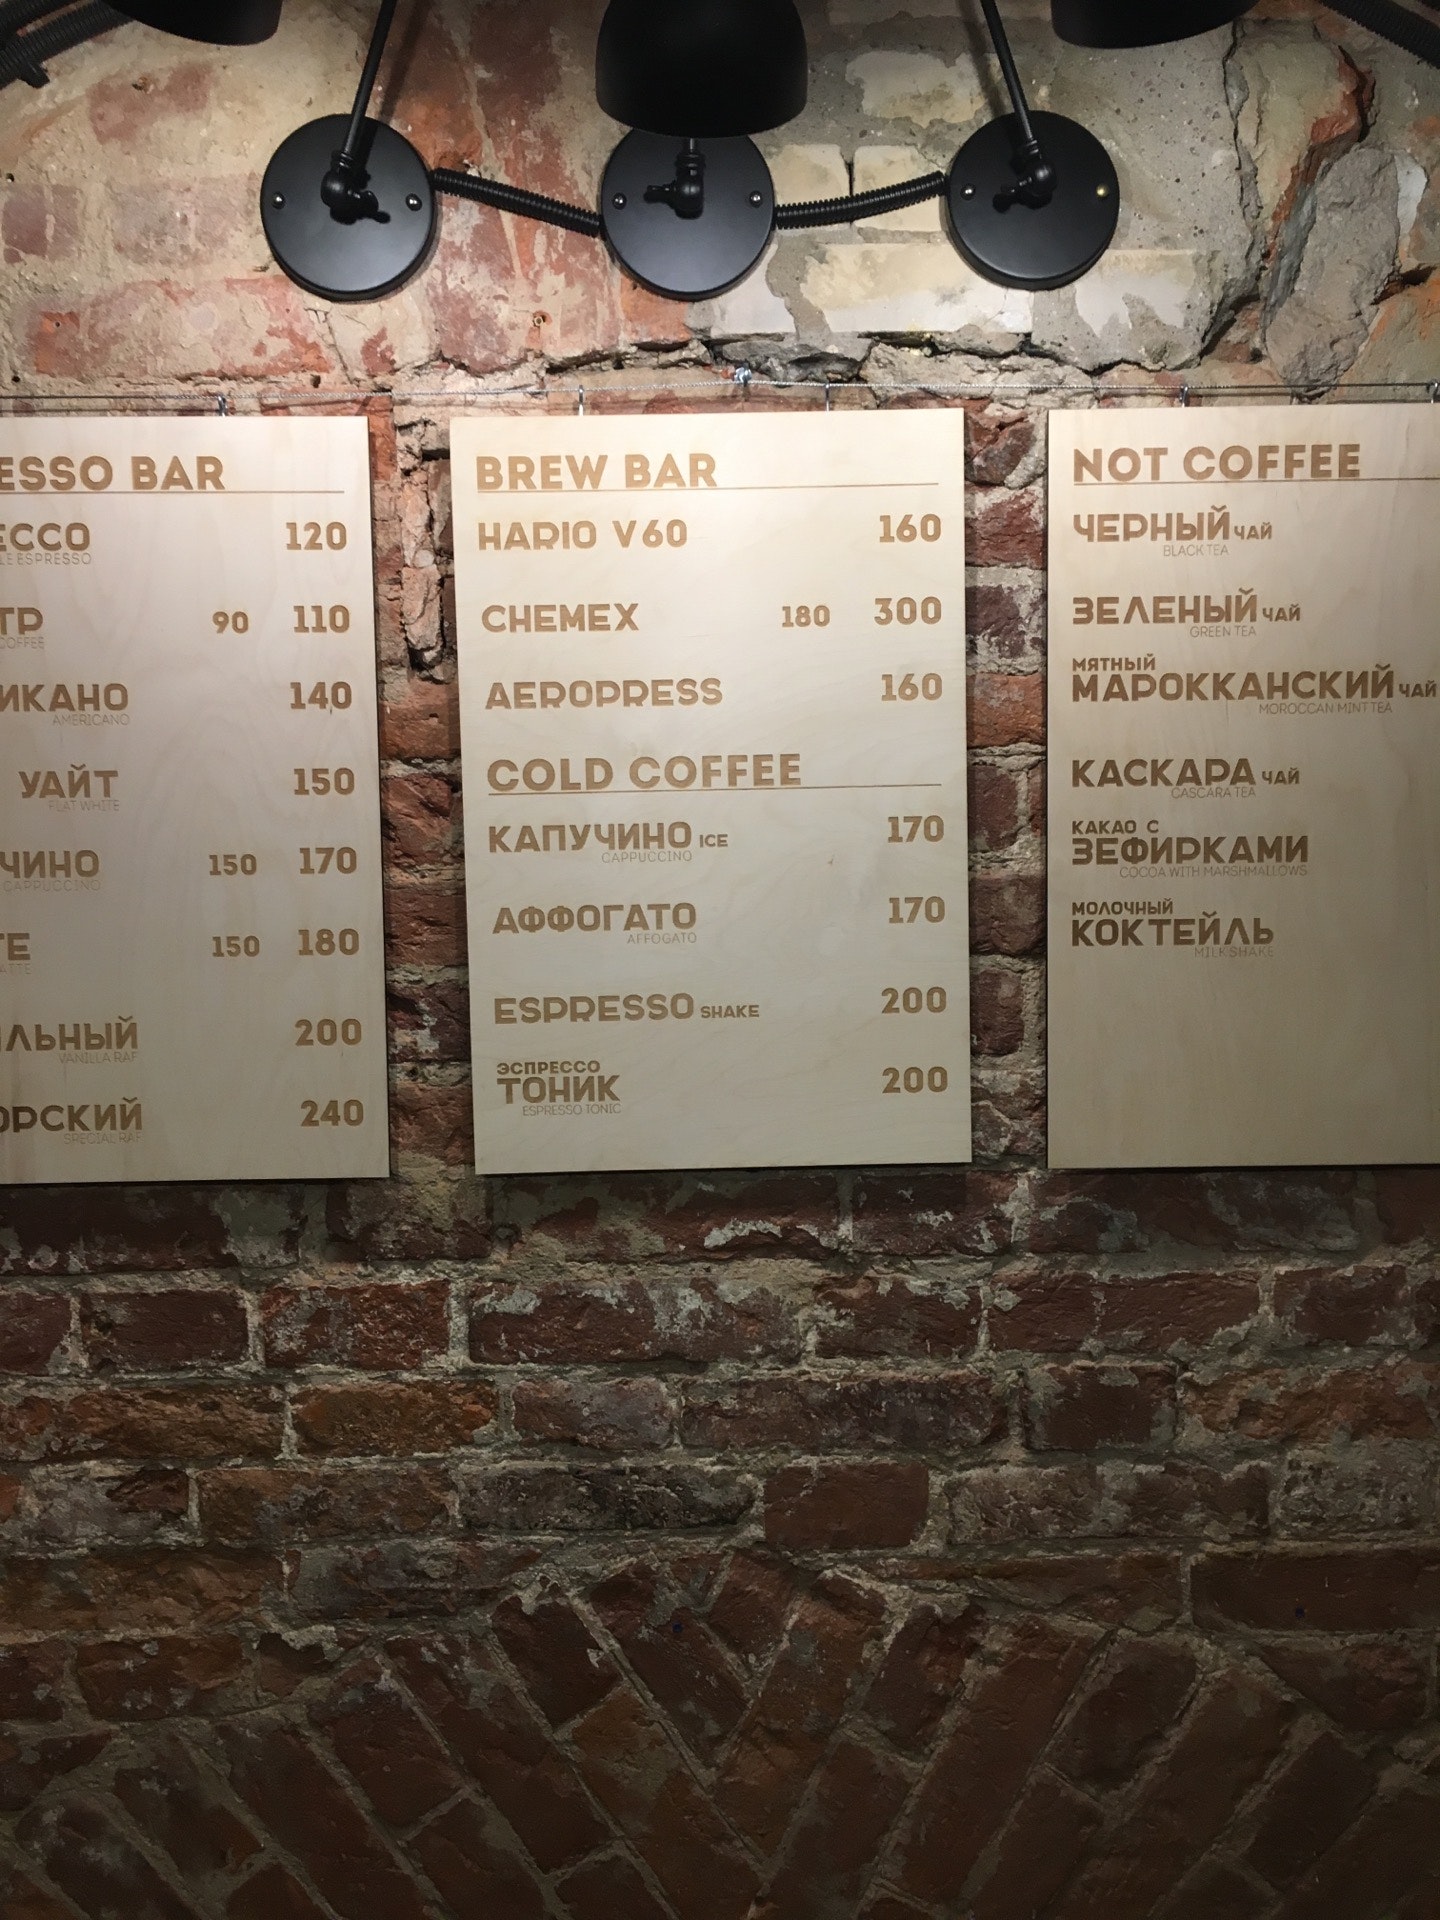 ESSO BAR
ЕССО 120
LE ESPRESSO
ТР 90 110
COFFEE
ИКАНО 140
AMERICANO
УАЙТ 150
FLAT WHITE
ЧИНО 150 170
CAPPUCCINO
ТЕ 150 180
ATTE
ИЛЬНЫЙ 200
VANILLA RAF
ОРСКИЙ 240
SPECIAL RAF
BREW BAR
HARIO V60 160
CHEMEX 180 300
AEROPRESS 160
COLD COFFEE
КАПУЧИНО ICE 170
CAPPUCCINO
АФФОГАТО 170
AFFOGATO
ESPRESSO SHAKE 200
ЭСПРЕССО
ТОНИК 200
ESPRESSO TONIC
NOT COFFEE
ЧЕРНЫЙ ЧАЙ
BLACK TEA
ЗЕЛЕНЫЙ ЧАЙ
GREEN TEA
МЯТНЫЙ
МАРОККАНСКИЙ ЧАЙ
MOROCCAN MINT TEA
КАСКАРА ЧАЙ
CASCARA TEA
КАКАО С
ЗЕФИРКАМИ
COCOA WITH MARSHMALLOWS
МОЛОЧНЫЙ
КОКТЕЙЛЬ
MILKSHAKE